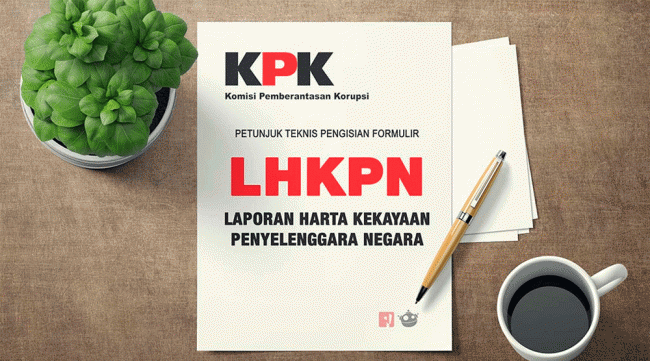 KPK
Komisi Pemberantasan Korupsi
PETUNJUK TEKNIS PENGISIAN FORMULIR
LHKPN
LAPORAN HARTA KEKAYAAN
PENYELENGGARA NEGARA